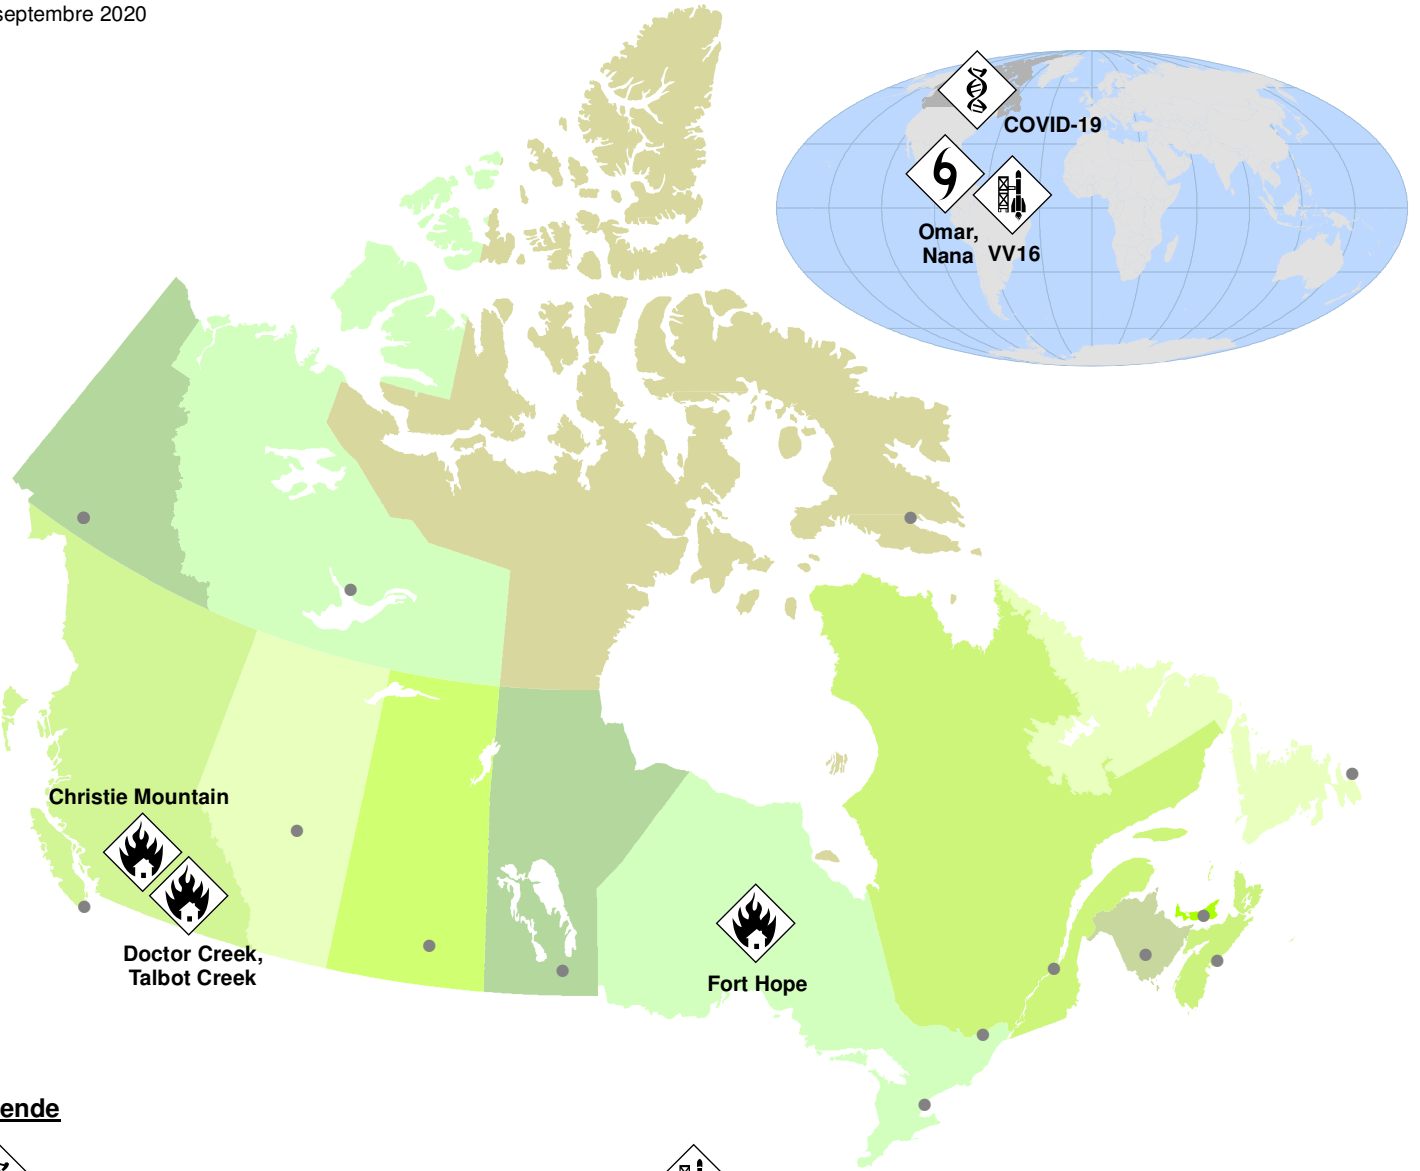 septembre 2020
COVID-19
Omar,
Nana
VV16
Christie Mountain
Doctor Creek,
Talbot Creek
Fort Hope
ende